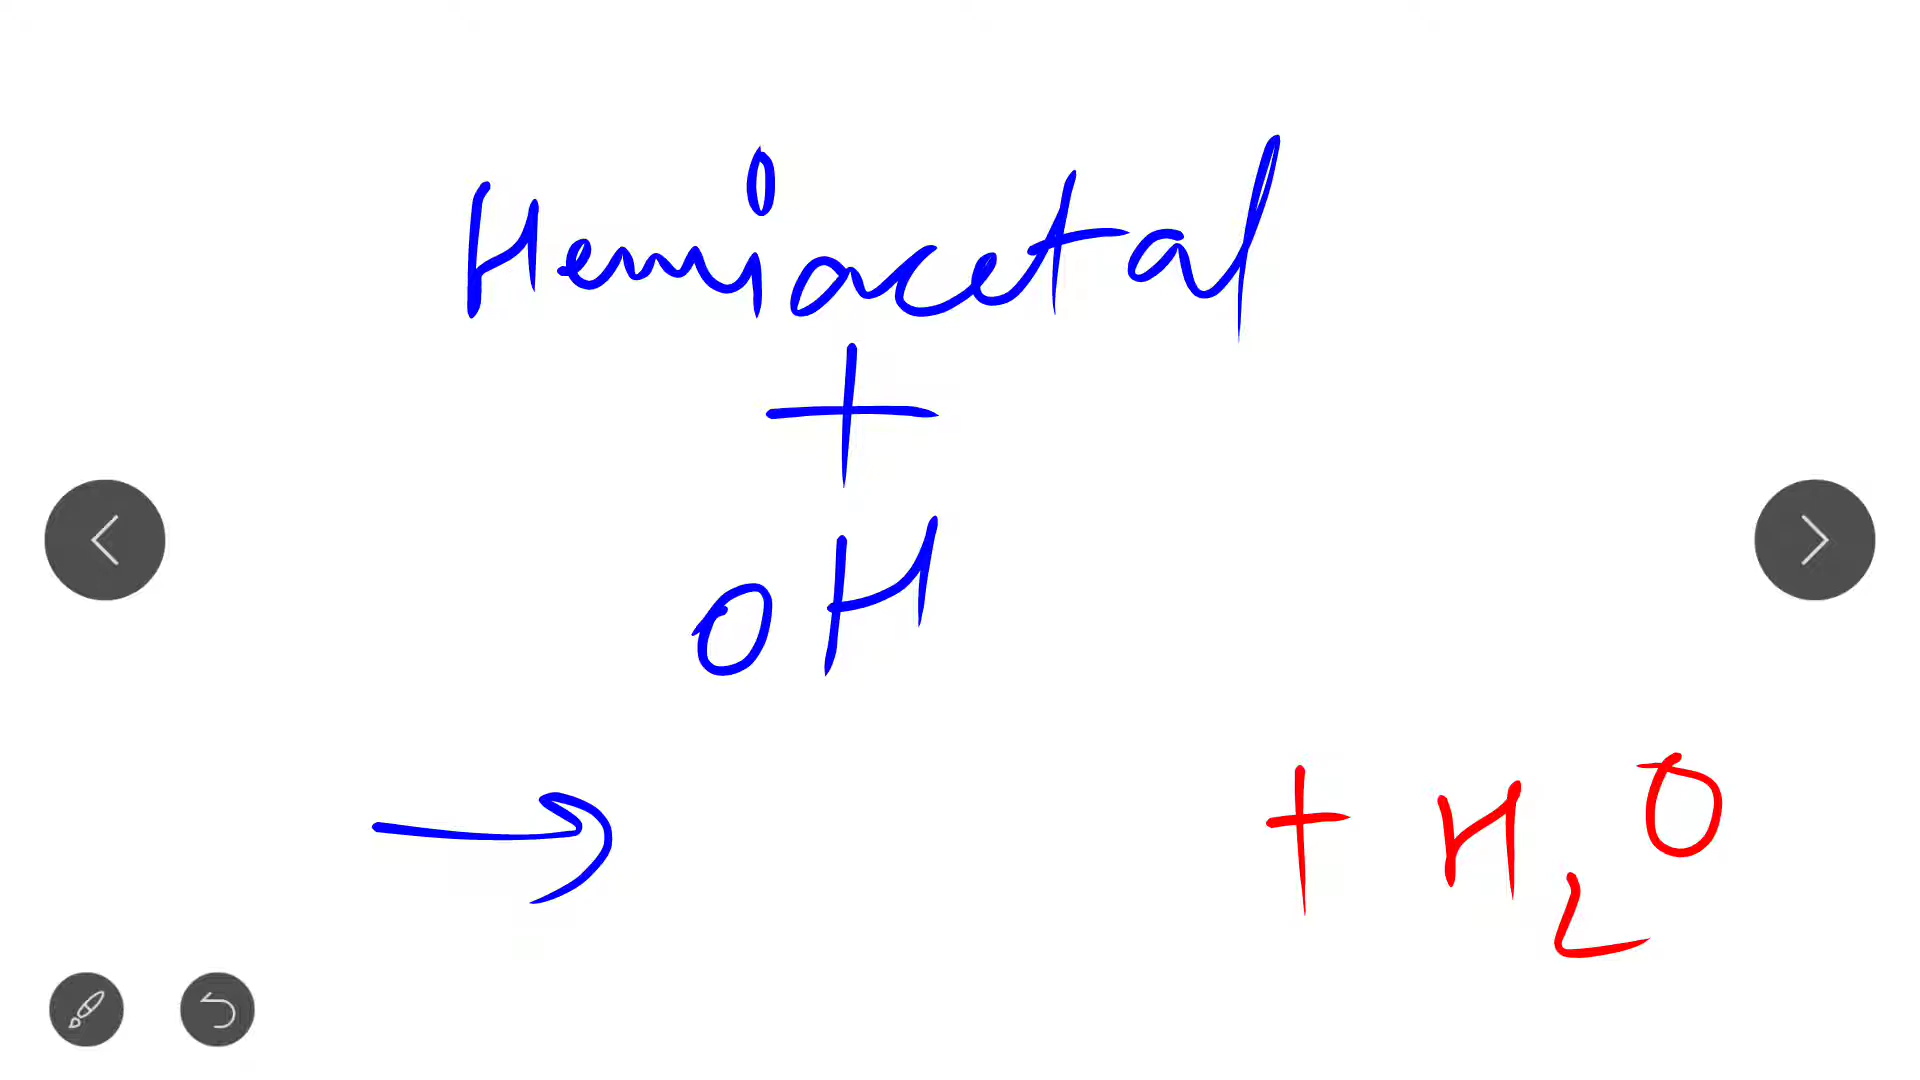 Hemiacetal
+
OH
→ + H₂O